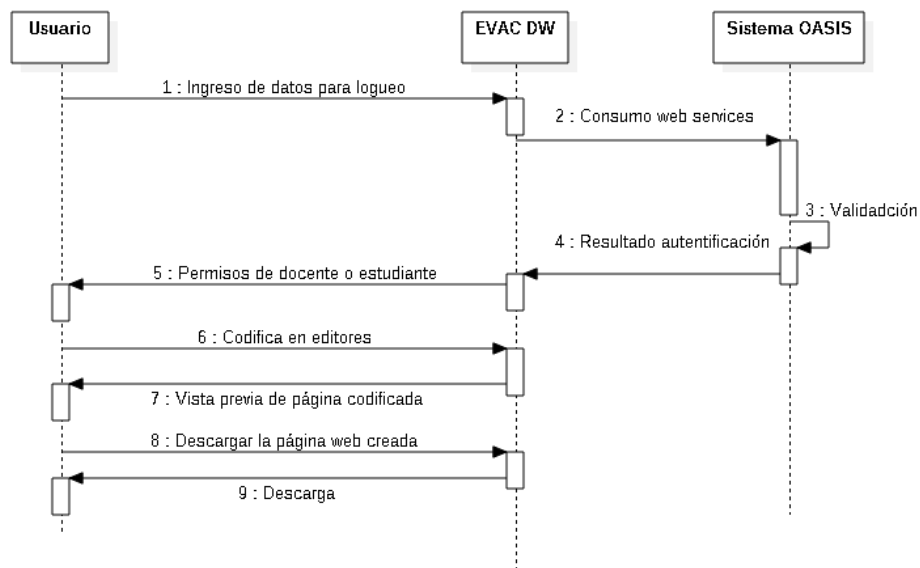 Usuario
EVAC DW
Sistema OASIS
1 : Ingreso de datos para logueo
2 : Consumo web services
3 : Validadción
4 : Resultado autentificación
5 : Permisos de docente o estudiante
6 : Codifica en editores
7 : Vista previa de página codificada
8 : Descargar la página web creada
9 : Descarga